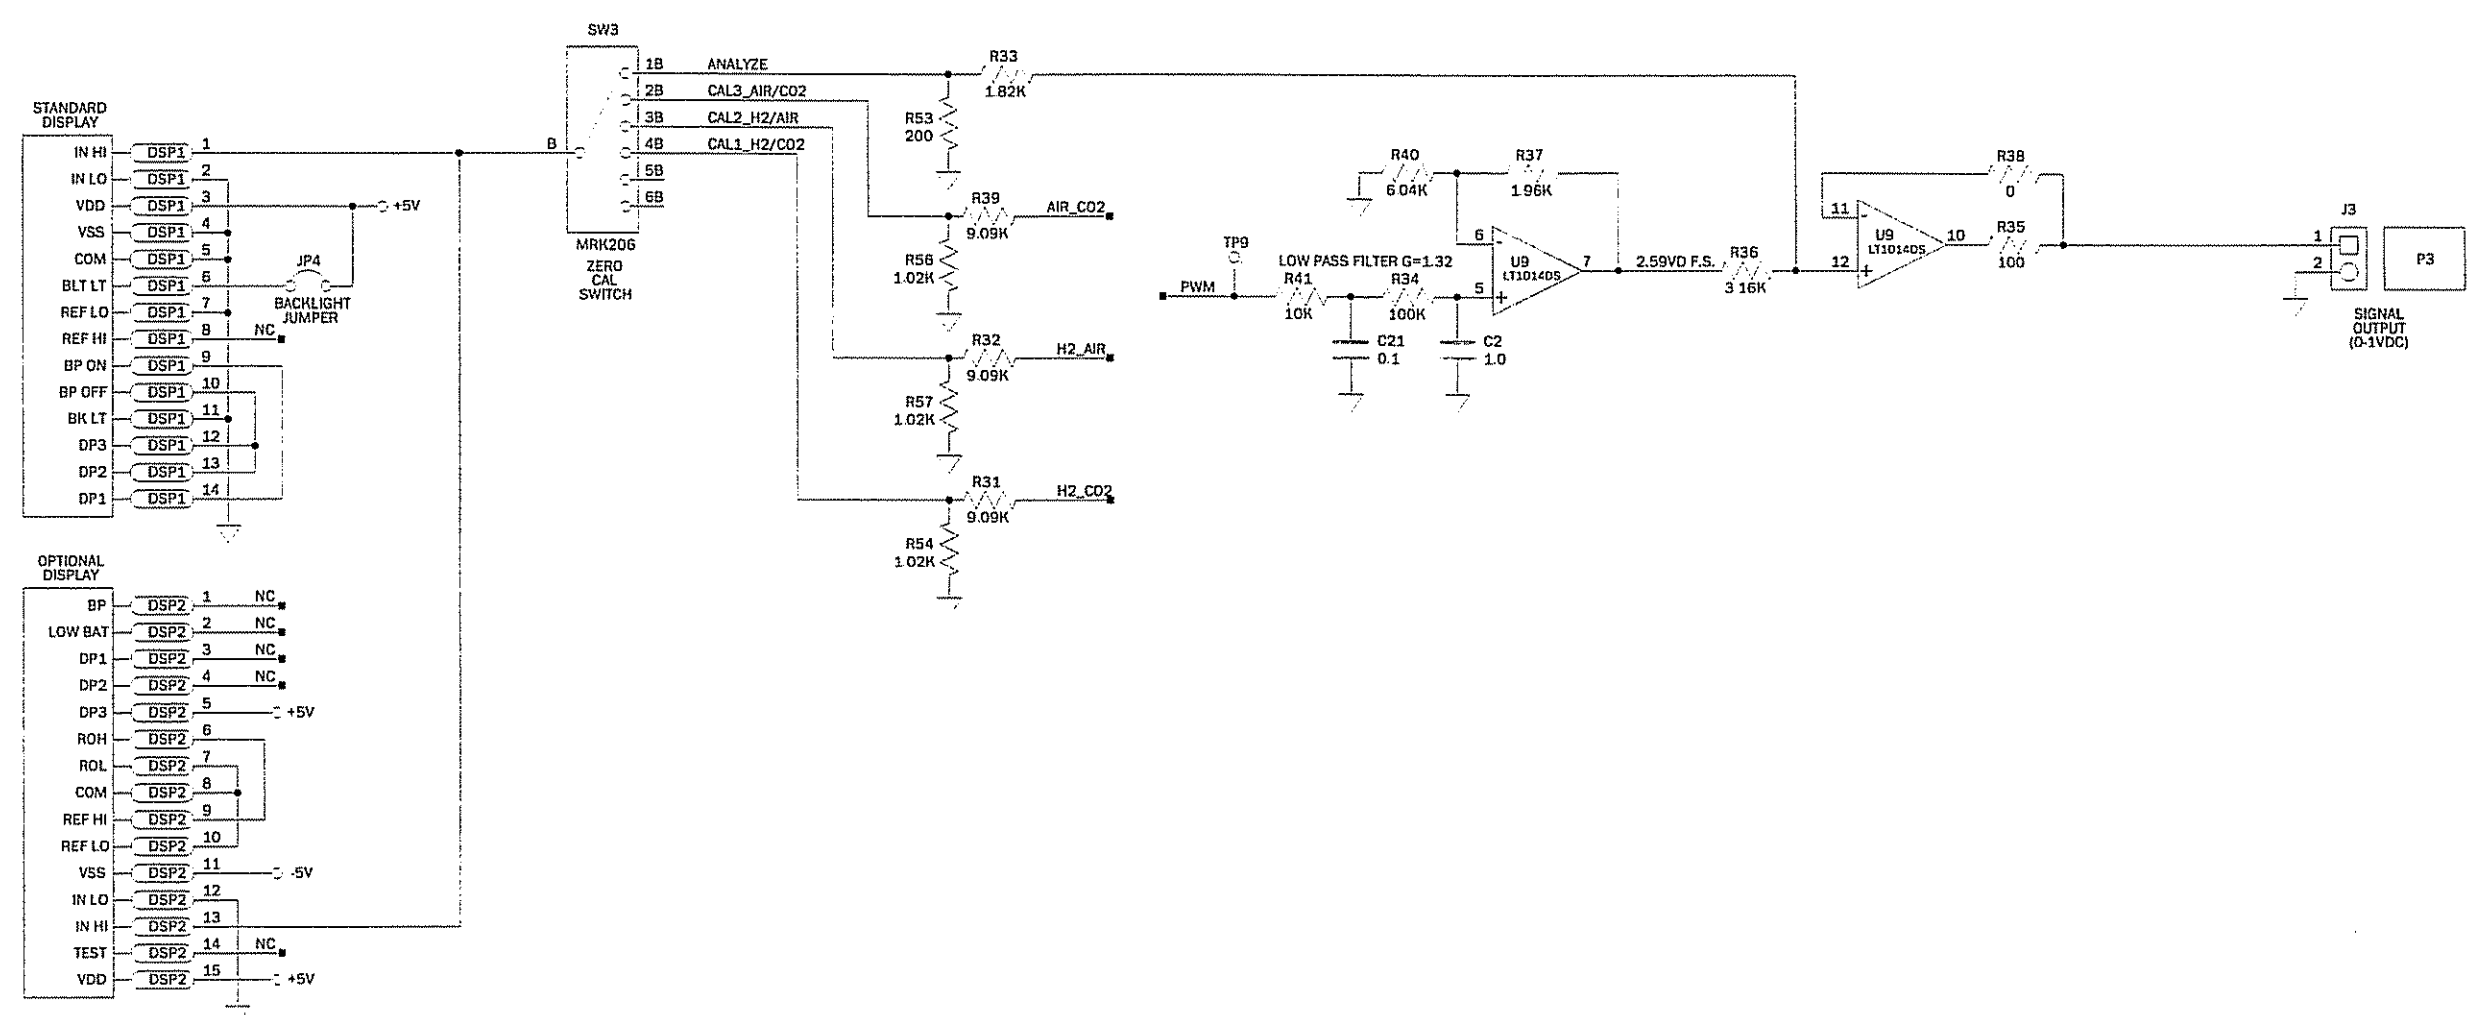 SW3
1B ANALYZE
2B CAL3_AIR/CO2
3B CAL2_H2/AIR
4B CAL1_H2/CO2
5B
6B
B
MRK206
ZERO
CAL
SWITCH
STANDARD
DISPLAY
IN HI DSP1 1
IN LO DSP1 2
VDD DSP1 3 +5V
VSS DSP1 4
COM DSP1 5
BLT LT DSP1 6
REF LO DSP1 7
REF HI DSP1 8 NC
BP ON DSP1 9
BP OFF DSP1 10
BK LT DSP1 11
DP3 DSP1 12
DP2 DSP1 13
DP1 DSP1 14
JP4
BACKLIGHT
JUMPER
OPTIONAL
DISPLAY
BP DSP2 1 NC
LOW BAT DSP2 2 NC
DP1 DSP2 3 NC
DP2 DSP2 4 NC
DP3 DSP2 5 +5V
ROH DSP2 6
ROL DSP2 7
COM DSP2 8
REF HI DSP2 9
REF LO DSP2 10
VSS DSP2 11 -5V
IN LO DSP2 12
IN HI DSP2 13
TEST DSP2 14 NC
VDD DSP2 15 +5V
R33
1.82K
R53
200
R39
9.09K
AIR_CO2
R56
1.02K
R32
9.09K
H2_AIR
R57
1.02K
R31
9.09K
H2_CO2
R54
1.02K
R40
6.04K
R37
1.96K
TP9
LOW PASS FILTER G=1.32
PWM
R41
10K
R34
100K
C21
0.1
C2
1.0
6
-
5
+
U9
LT1014DS
7
2.59VD F.S.
R36
3.16K
R38
0
11
-
12
+
U9
LT1014DS
10
R35
100
J3
1
2
P3
SIGNAL
OUTPUT
(0-1VDC)